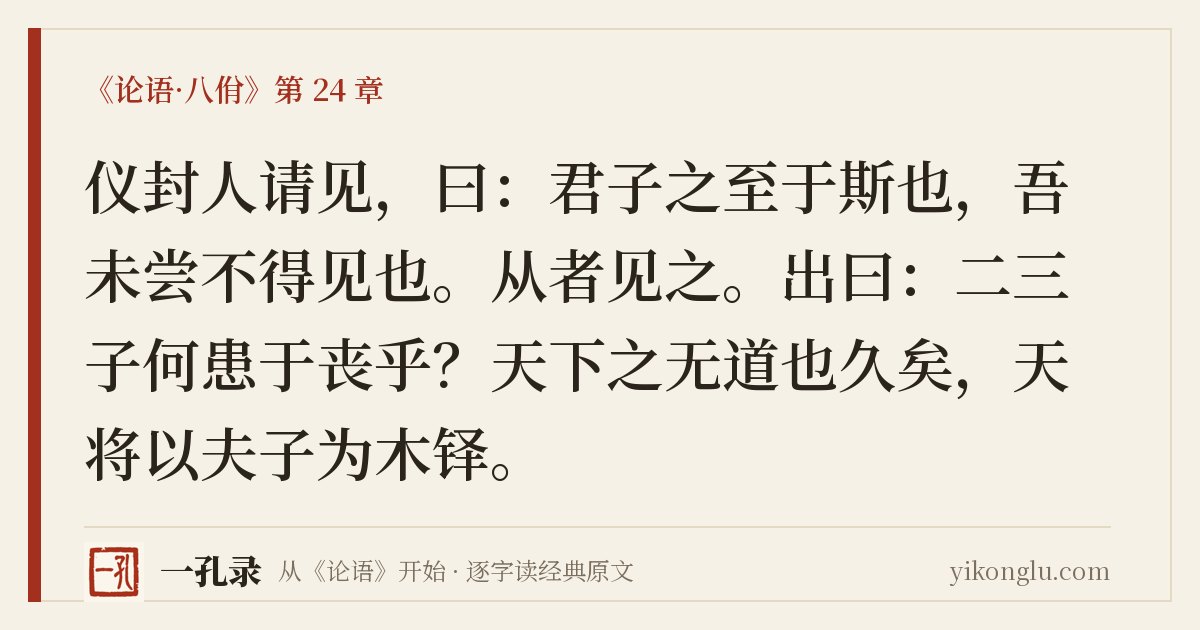 《论语·八佾》第 24 章
仪封人请见，曰：君子之至于斯也，吾
未尝不得见也。从者见之。出曰：二三
子何患于丧乎？天下之无道也久矣，天
将以夫子为木铎。
一孔
一孔录 从《论语》开始 · 逐字读经典原文 yikonglu.com